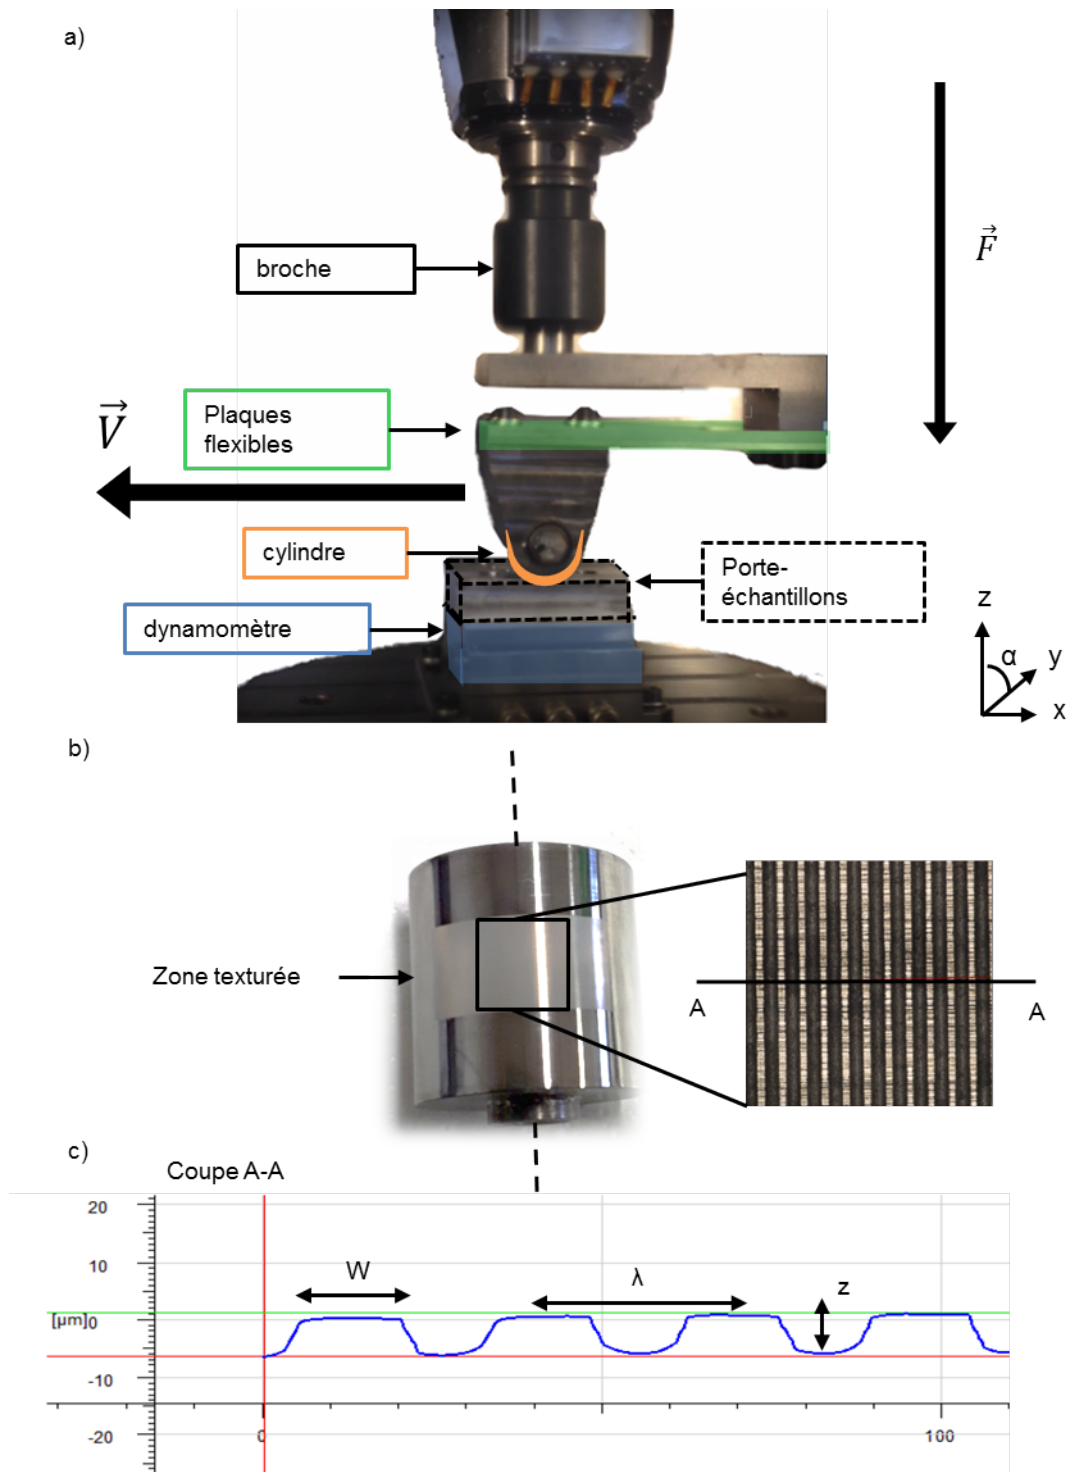 a)
F
broche
V
Plaques
flexibles
cylindre
Porte-
échantillons
dynamomètre
z
α
y
x
b)
Zone texturée
A
A
c)
Coupe A-A
20
10
W
λ
z
[µm]0
-10
-20
0
100